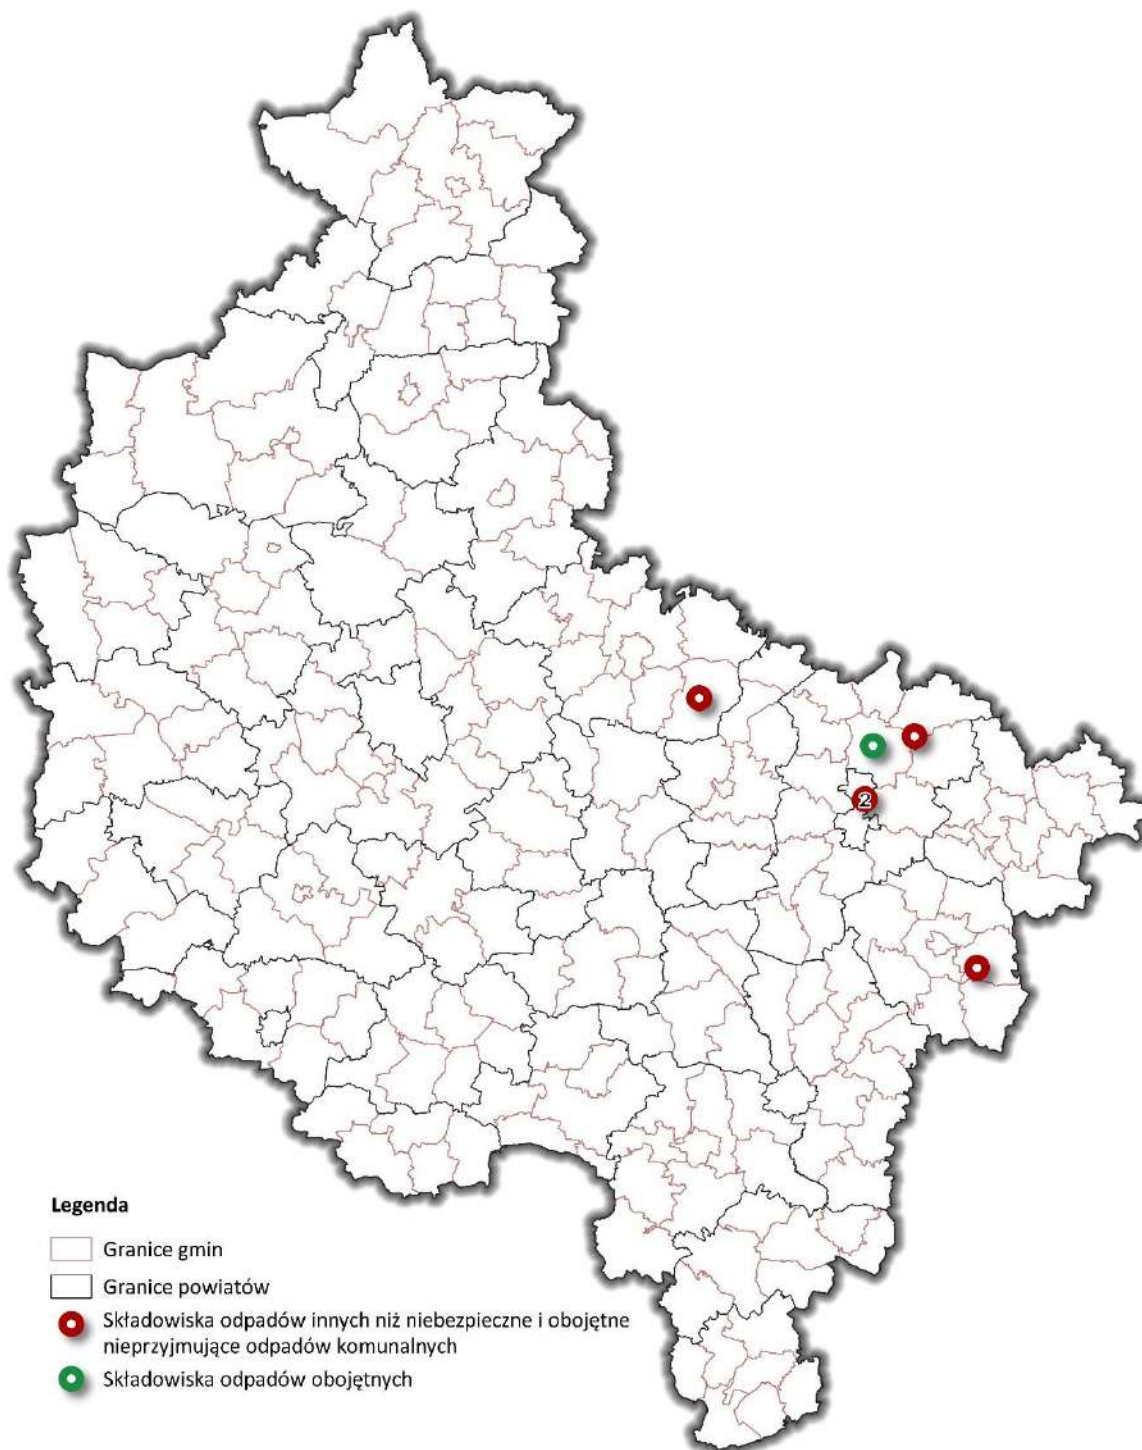 2
Legenda
Granice gmin
Granice powiatów
Składowiska odpadów innych niż niebezpieczne i obojętne
nieprzyjmujące odpadów komunalnych
Składowiska odpadów obojętnych